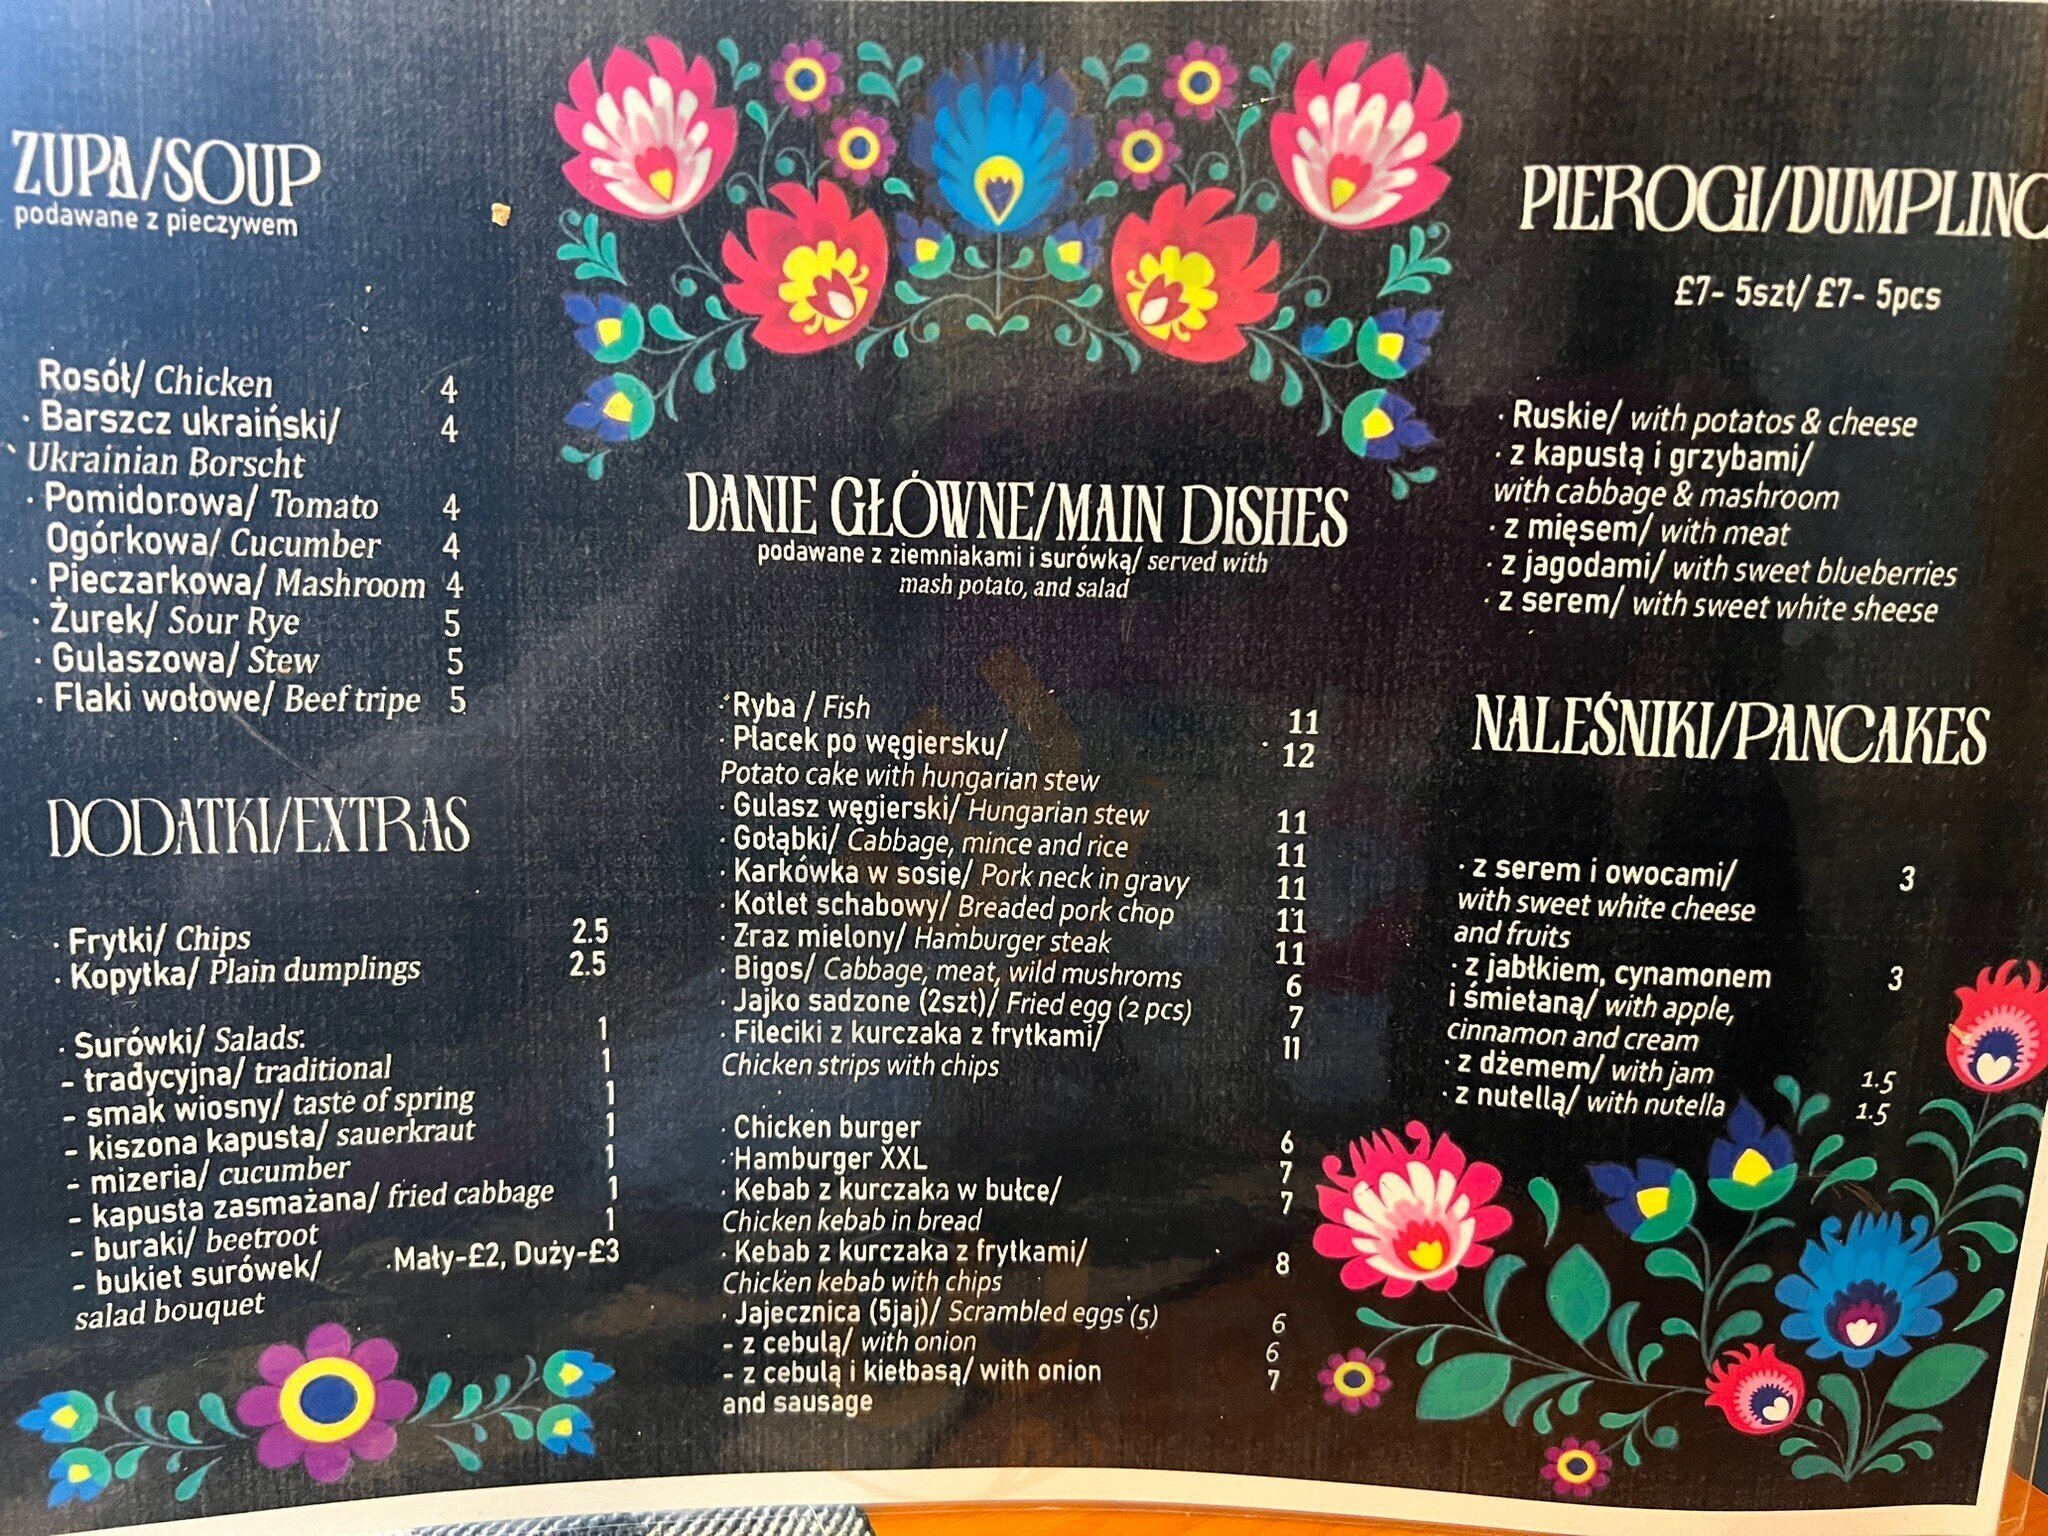 ZUPA/SOUP
podawane z pieczywem
Rosół/ Chicken 4
· Barszcz ukraiński/ 4
Ukrainian Borscht
· Pomidorowa/ Tomato 4
Ogórkowa/ Cucumber 4
· Pieczarkowa/ Mashroom 4
· Żurek/ Sour Rye 5
· Gulaszowa/ Stew 5
· Flaki wołowe/ Beef tripe 5
DODATKI/EXTRAS
· Frytki/ Chips 2.5
· Kopytka/ Plain dumplings 2.5
· Surówki/ Salads: 1
- tradycyjna/ traditional 1
- smak wiosny/ taste of spring 1
- kiszona kapusta/ sauerkraut 1
- mizeria/ cucumber 1
- kapusta zasmażana/ fried cabbage 1
- buraki/ beetroot 1
- bukiet surówek/ Mały-£2, Duży-£3
salad bouquet
DANIE GŁÓWNE/MAIN DISHES
podawane z ziemniakami i surówką/ served with
mash potato, and salad
· Ryba / Fish 11
· Placek po węgiersku/ 12
Potato cake with hungarian stew
· Gulasz węgierski/ Hungarian stew 11
· Gołąbki/ Cabbage, mince and rice 11
· Karkówka w sosie/ Pork neck in gravy 11
· Kotlet schabowy/ Breaded pork chop 11
· Zraz mielony/ Hamburger steak 11
· Bigos/ Cabbage, meat, wild mushroms 6
· Jajko sadzone (2szt)/ Fried egg (2 pcs) 7
· Fileciki z kurczaka z frytkami/ 11
Chicken strips with chips
· Chicken burger 6
· Hamburger XXL 7
· Kebab z kurczaka w bułce/ 7
Chicken kebab in bread
· Kebab z kurczaka z frytkami/ 8
Chicken kebab with chips
· Jajecznica (5jaj)/ Scrambled eggs (5) 6
- z cebulą/ with onion 6
- z cebulą i kiełbasą/ with onion 7
and sausage
PIEROGI/DUMPLING
£7- 5szt/ £7- 5pcs
· Ruskie/ with potatos & cheese
· z kapustą i grzybami/
with cabbage & mashroom
· z mięsem/ with meat
· z jagodami/ with sweet blueberries
· z serem/ with sweet white sheese
NALEŚNIKI/PANCAKES
· z serem i owocami/ 3
with sweet white cheese
and fruits
· z jabłkiem, cynamonem 3
i śmietaną/ with apple,
cinnamon and cream
· z dżemem/ with jam 1.5
· z nutellą/ with nutella 1.5